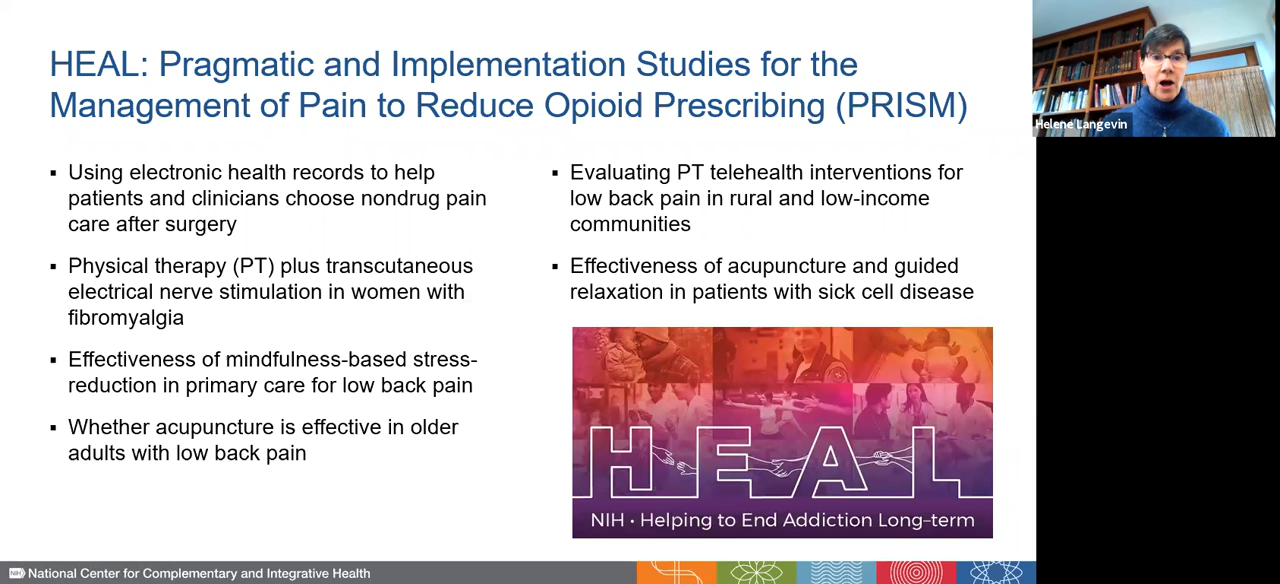 HEAL: Pragmatic and Implementation Studies for the
Management of Pain to Reduce Opioid Prescribing (PRISM)
▪ Using electronic health records to help
patients and clinicians choose nondrug pain
care after surgery
▪ Physical therapy (PT) plus transcutaneous
electrical nerve stimulation in women with
fibromyalgia
▪ Effectiveness of mindfulness-based stress-
reduction in primary care for low back pain
▪ Whether acupuncture is effective in older
adults with low back pain
▪ Evaluating PT telehealth interventions for
low back pain in rural and low-income
communities
▪ Effectiveness of acupuncture and guided
relaxation in patients with sick cell disease
HEAL
NIH • Helping to End Addiction Long-term
NIH National Center for Complementary and Integrative Health
Helene Langevin